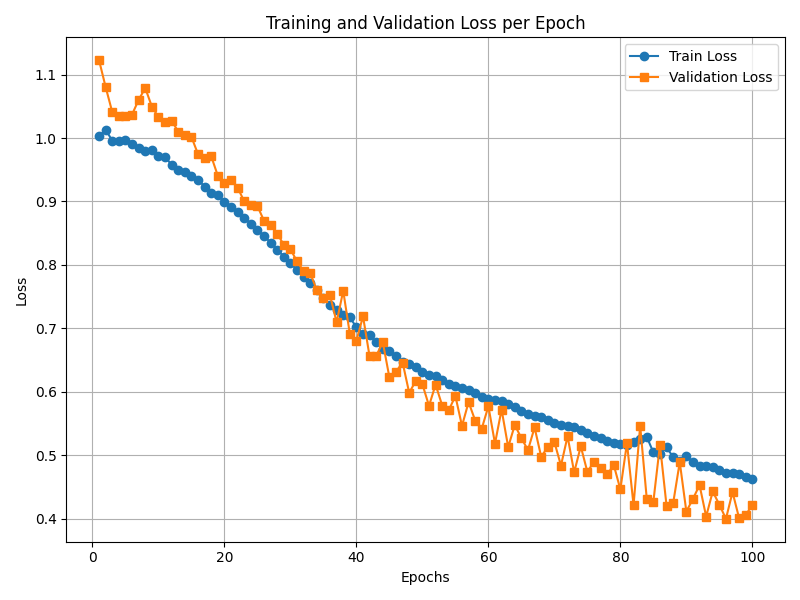 Training and Validation Loss per Epoch
Train Loss
Validation Loss
1.1
1.0
0.9
0.8
0.7
0.6
0.5
0.4
Loss
0 20 40 60 80 100
Epochs